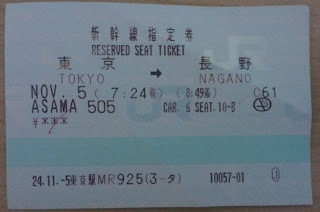 新幹線指定券
RESERVED SEAT TICKET
東京 → 長野
TOKYO NAGANO
NOV. 5 ( 7:24発) ( 8:49着) C61
ASAMA 505 CAR. 6 SEAT. 10-B
¥***
24.11.-5東京駅MR925(3-タ) 10057-01